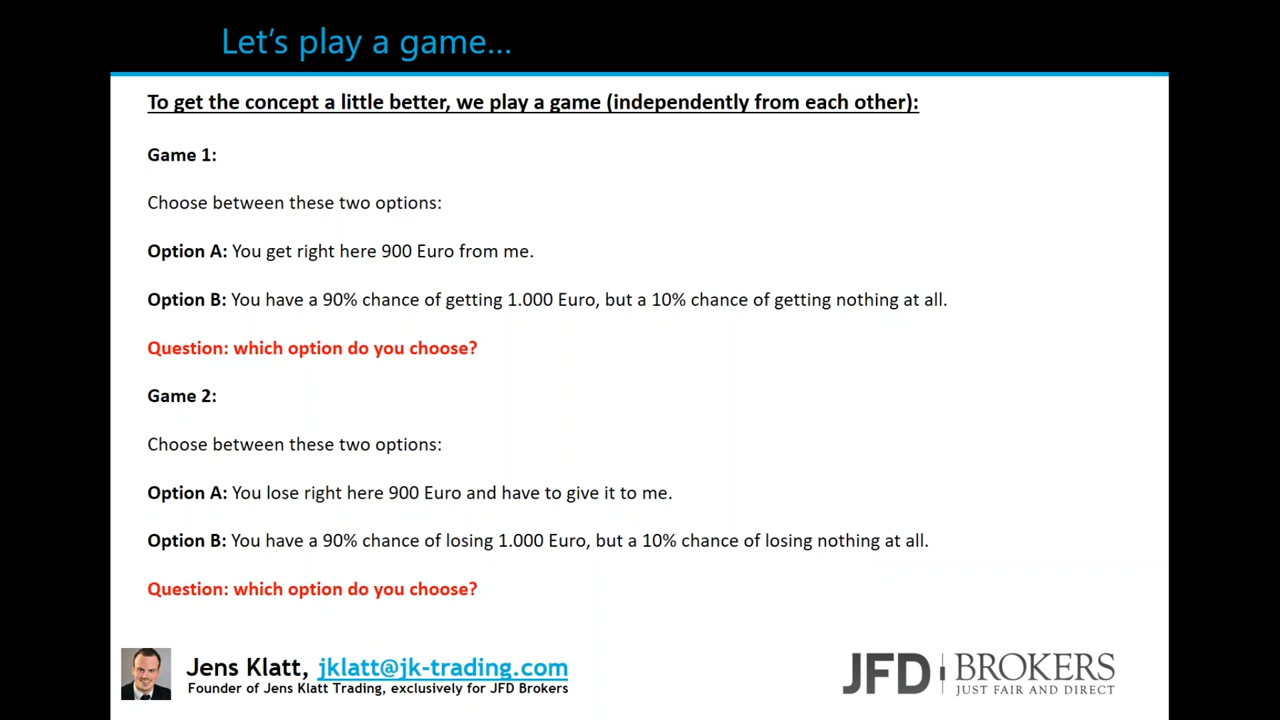 Let's play a game...
To get the concept a little better, we play a game (independently from each other):
Game 1:
Choose between these two options:
Option A: You get right here 900 Euro from me.
Option B: You have a 90% chance of getting 1.000 Euro, but a 10% chance of getting nothing at all.
Question: which option do you choose?
Game 2:
Choose between these two options:
Option A: You lose right here 900 Euro and have to give it to me.
Option B: You have a 90% chance of losing 1.000 Euro, but a 10% chance of losing nothing at all.
Question: which option do you choose?
Jens Klatt, jklatt@jk-trading.com
Founder of Jens Klatt Trading, exclusively for JFD Brokers
JFD BROKERS
JUST FAIR AND DIRECT